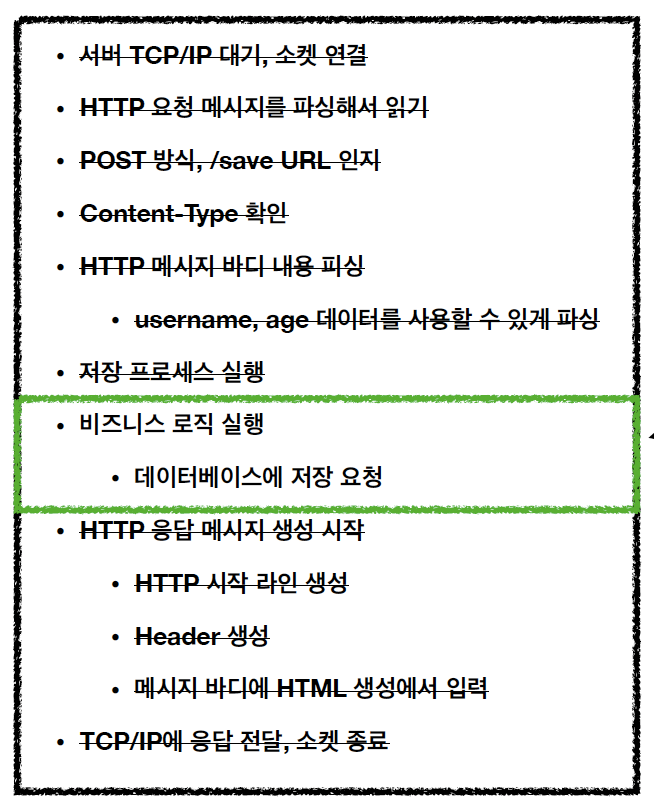 • 서버 TCP/IP 대기, 소켓 연결
• HTTP 요청 메시지를 파싱해서 읽기
• POST 방식, /save URL 인지
• Content-Type 확인
• HTTP 메시지 바디 내용 피싱
• username, age 데이터를 사용할 수 있게 파싱
• 저장 프로세스 실행
• 비즈니스 로직 실행
• 데이터베이스에 저장 요청
• HTTP 응답 메시지 생성 시작
• HTTP 시작 라인 생성
• Header 생성
• 메시지 바디에 HTML 생성에서 입력
• TCP/IP에 응답 전달, 소켓 종료